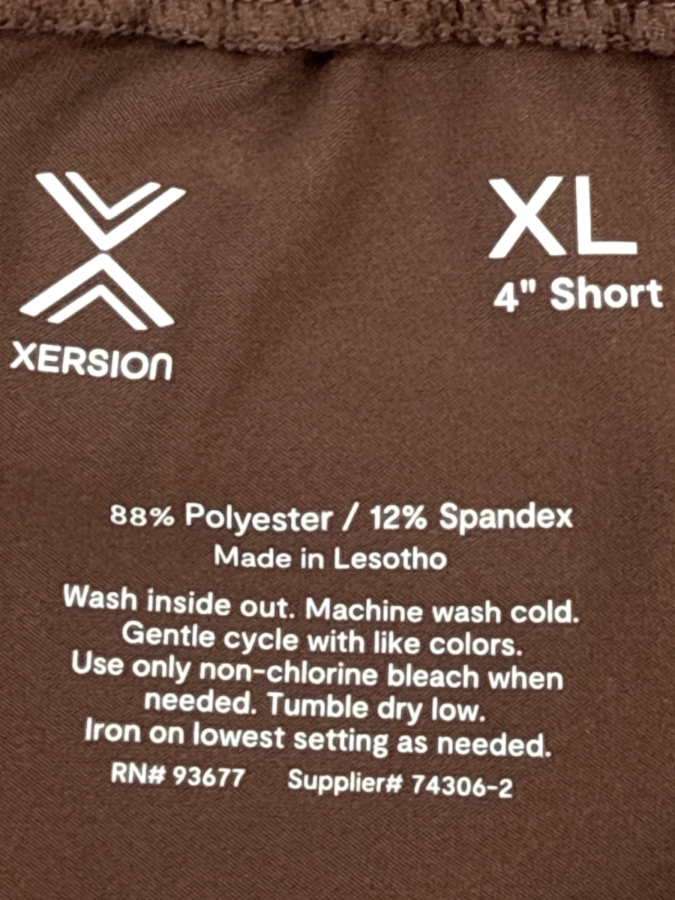 XERSION
XL
4" Short
88% Polyester / 12% Spandex
Made in Lesotho
Wash inside out. Machine wash cold.
Gentle cycle with like colors.
Use only non-chlorine bleach when
needed. Tumble dry low.
Iron on lowest setting as needed.
RN# 93677 Supplier# 74306-2